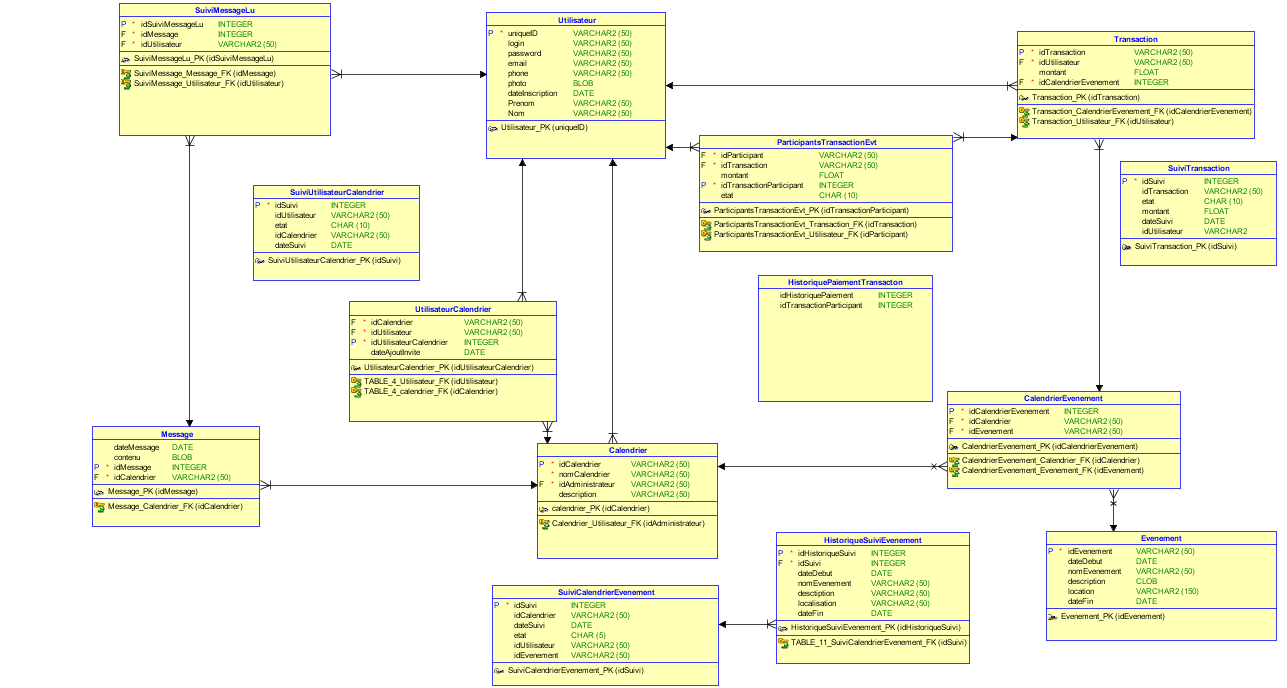 SuiviMessageLu
P * idSuiviMessageLu INTEGER
F * idMessage INTEGER
F * idUtilisateur VARCHAR2 (50)
SuiviMessageLu_PK (idSuiviMessageLu)
SuiviMessage_Message_FK (idMessage)
SuiviMessage_Utilisateur_FK (idUtilisateur)
Utilisateur
P * uniqueID VARCHAR2 (50)
login VARCHAR2 (50)
password VARCHAR2 (50)
email VARCHAR2 (50)
phone VARCHAR2 (50)
photo BLOB
dateInscription DATE
Prenom VARCHAR2 (50)
Nom VARCHAR2 (50)
Utilisateur_PK (uniqueID)
Transaction
P * idTransaction VARCHAR2 (50)
F * idUtilisateur VARCHAR2 (50)
montant FLOAT
F * idCalendrierEvenement INTEGER
Transaction_PK (idTransaction)
Transaction_CalendrierEvenement_FK (idCalendrierEvenement)
Transaction_Utilisateur_FK (idUtilisateur)
ParticipantsTransactionEvt
F * idParticipant VARCHAR2 (50)
F * idTransaction VARCHAR2 (50)
montant FLOAT
P * idTransactionParticipant INTEGER
etat CHAR (10)
ParticipantsTransactionEvt_PK (idTransactionParticipant)
ParticipantsTransactionEvt_Transaction_FK (idTransaction)
ParticipantsTransactionEvt_Utilisateur_FK (idParticipant)
SuiviTransaction
P * idSuivi INTEGER
idTransaction VARCHAR2 (50)
etat CHAR (10)
montant FLOAT
dateSuivi DATE
idUtilisateur VARCHAR2
SuiviTransaction_PK (idSuivi)
SuiviUtilisateurCalendrier
P * idSuivi INTEGER
idUtilisateur VARCHAR2 (50)
etat CHAR (10)
idCalendrier VARCHAR2 (50)
dateSuivi DATE
SuiviUtilisateurCalendrier_PK (idSuivi)
HistoriquePaiementTransacton
idHistoriquePaiement INTEGER
idTransactionParticipant INTEGER
UtilisateurCalendrier
F * idCalendrier VARCHAR2 (50)
F * idUtilisateur VARCHAR2 (50)
P * idUtilisateurCalendrier INTEGER
dateAjoutInvite DATE
UtilisateurCalendrier_PK (idUtilisateurCalendrier)
TABLE_4_Utilisateur_FK (idUtilisateur)
TABLE_4_calendrier_FK (idCalendrier)
CalendrierEvenement
P * idCalendrierEvenement INTEGER
F * idCalendrier VARCHAR2 (50)
F * idEvenement VARCHAR2 (50)
CalendrierEvenement_PK (idCalendrierEvenement)
CalendrierEvenement_Calendrier_FK (idCalendrier)
CalendrierEvenement_Evenement_FK (idEvenement)
Message
dateMessage DATE
contenu BLOB
P * idMessage INTEGER
F * idCalendrier VARCHAR2 (50)
Message_PK (idMessage)
Message_Calendrier_FK (idCalendrier)
Calendrier
P * idCalendrier VARCHAR2 (50)
* nomCalendrier VARCHAR2 (50)
F * idAdministrateur VARCHAR2 (50)
description VARCHAR2 (50)
calendrier_PK (idCalendrier)
Calendrier_Utilisateur_FK (idAdministrateur)
HistoriqueSuiviEvenement
P * idHistoriqueSuivi INTEGER
F * idSuivi INTEGER
dateDebut DATE
nomEvenement VARCHAR2 (50)
desctiption VARCHAR2 (50)
localisation VARCHAR2 (50)
dateFin DATE
HistoriqueSuiviEvenement_PK (idHistoriqueSuivi)
TABLE_11_SuiviCalendrierEvenement_FK (idSuivi)
Evenement
P * idEvenement VARCHAR2 (50)
dateDebut DATE
nomEvenement VARCHAR2 (50)
description CLOB
location VARCHAR2 (150)
dateFin DATE
Evenement_PK (idEvenement)
SuiviCalendrierEvenement
P * idSuivi INTEGER
idCalendrier VARCHAR2 (50)
dateSuivi DATE
etat CHAR (5)
idUtilisateur VARCHAR2 (50)
idEvenement VARCHAR2 (50)
SuiviCalendrierEvenement_PK (idSuivi)